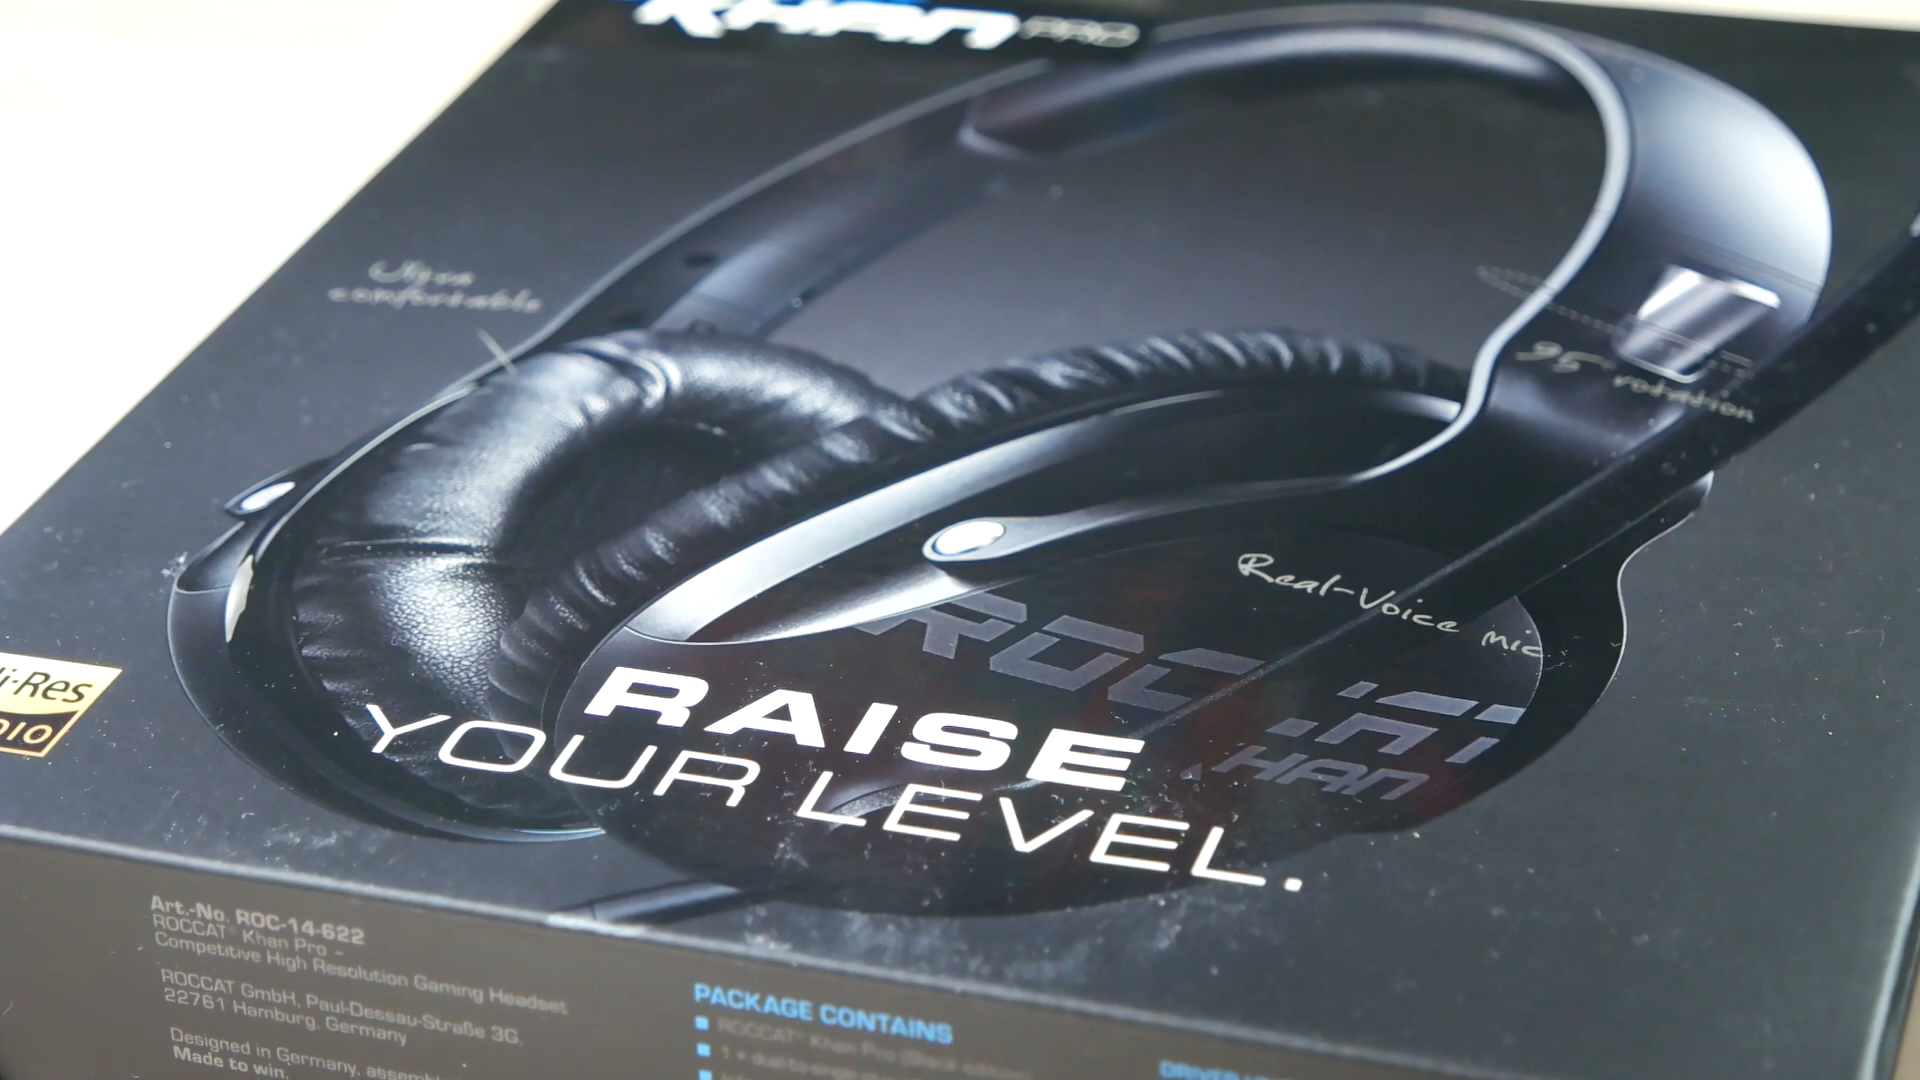 KHAN PRO
comfortable
95° rotation
Real-Voice mic
ROCCAT
KHAN
Hi-Res
AUDIO
RAISE
YOUR LEVEL.
Art.-No. ROC-14-622
ROCCAT® Khan Pro –
Competitive High Resolution Gaming Headset
ROCCAT GmbH, Paul-Dessau-Straße 3G,
22761 Hamburg, Germany
Designed in Germany,
Made to win.
PACKAGE CONTAINS
ROCCAT® Khan Pro (Black edition)